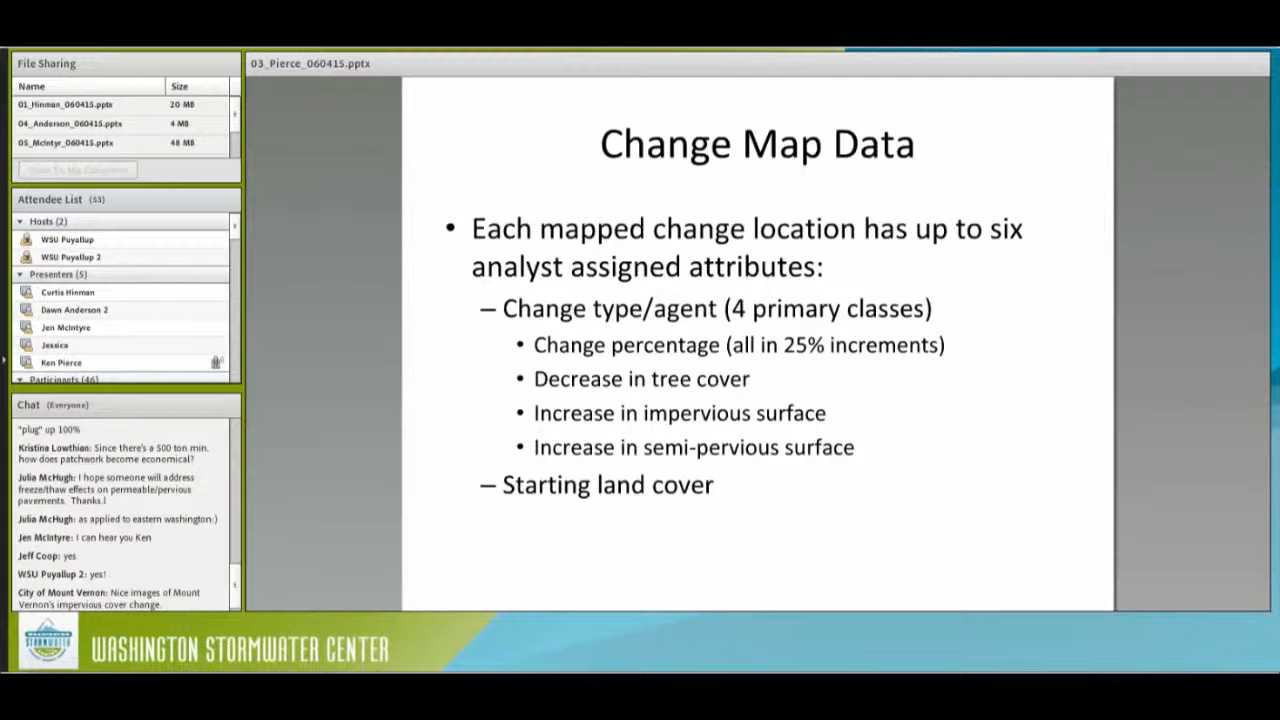 File Sharing
Name Size
01_Hinman_060415.pptx 20 MB
04_Anderson_060415.pptx 4 MB
05_McIntyr_060415.pptx 48 MB
Save To My Computer
Attendee List (53)
Hosts (2)
WSU Puyallup
WSU Puyallup 2
Presenters (5)
Curtis Hinman
Dawn Anderson 2
Jen McIntyre
Jessica
Ken Pierce
Participants (46)
Chat (Everyone)
"plug" up 100%
Kristina Lowthian: Since there's a 500 ton min.
how does patchwork become economical?
Julia McHugh: I hope someone will address
freeze/thaw effects on permeable/pervious
pavements. Thanks.!
Julia McHugh: as applied to eastern washington:)
Jen McIntyre: I can hear you Ken
Jeff Coop: yes
WSU Puyallup 2: yes!
City of Mount Vernon: Nice images of Mount
Vernon's impervious cover change.
03_Pierce_060415.pptx
Change Map Data
• Each mapped change location has up to six
analyst assigned attributes:
– Change type/agent (4 primary classes)
• Change percentage (all in 25% increments)
• Decrease in tree cover
• Increase in impervious surface
• Increase in semi-pervious surface
– Starting land cover
WASHINGTON STORMWATER CENTER